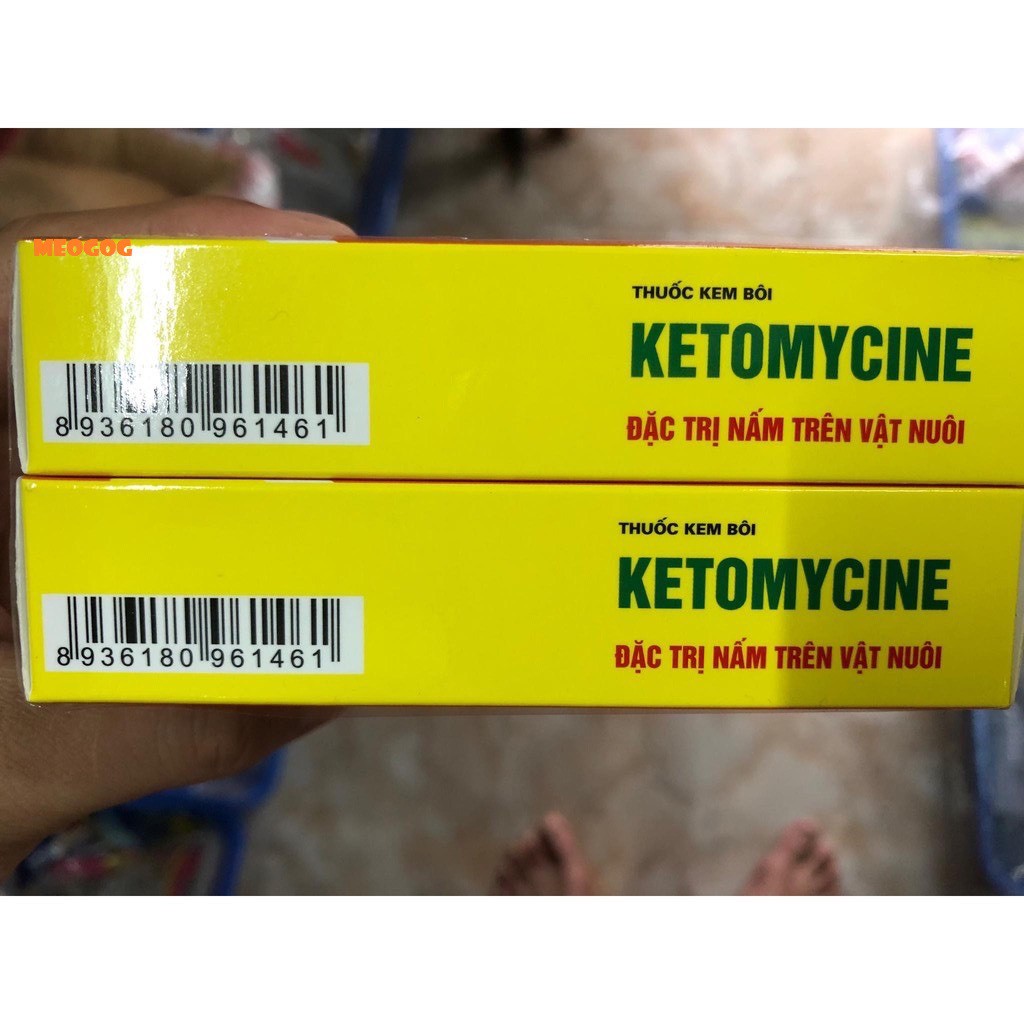 MEOGOG
THUỐC KEM BÔI
KETOMYCINE
ĐẶC TRỊ NẤM TRÊN VẬT NUÔI
8 936180 961461
THUỐC KEM BÔI
KETOMYCINE
ĐẶC TRỊ NẤM TRÊN VẬT NUÔI
8 936180 961461